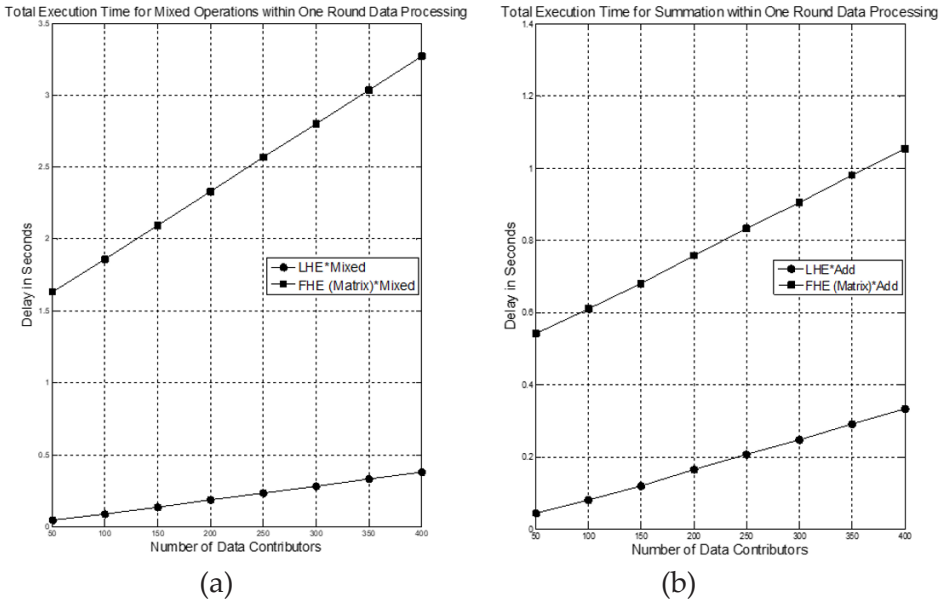 Total Execution Time for Mixed Operations within One Round Data Processing
3.5
3
2.5
2
1.5
1
0.5
0
50 100 150 200 250 300 350 400
Delay in Seconds
LHE*Mixed
FHE (Matrix)*Mixed
Number of Data Contributors
(a)
Total Execution Time for Summation within One Round Data Processing
1.4
1.2
1
0.8
0.6
0.4
0.2
0
50 100 150 200 250 300 350 400
Delay in Seconds
LHE*Add
FHE (Matrix)*Add
Number of Data Contributors
(b)